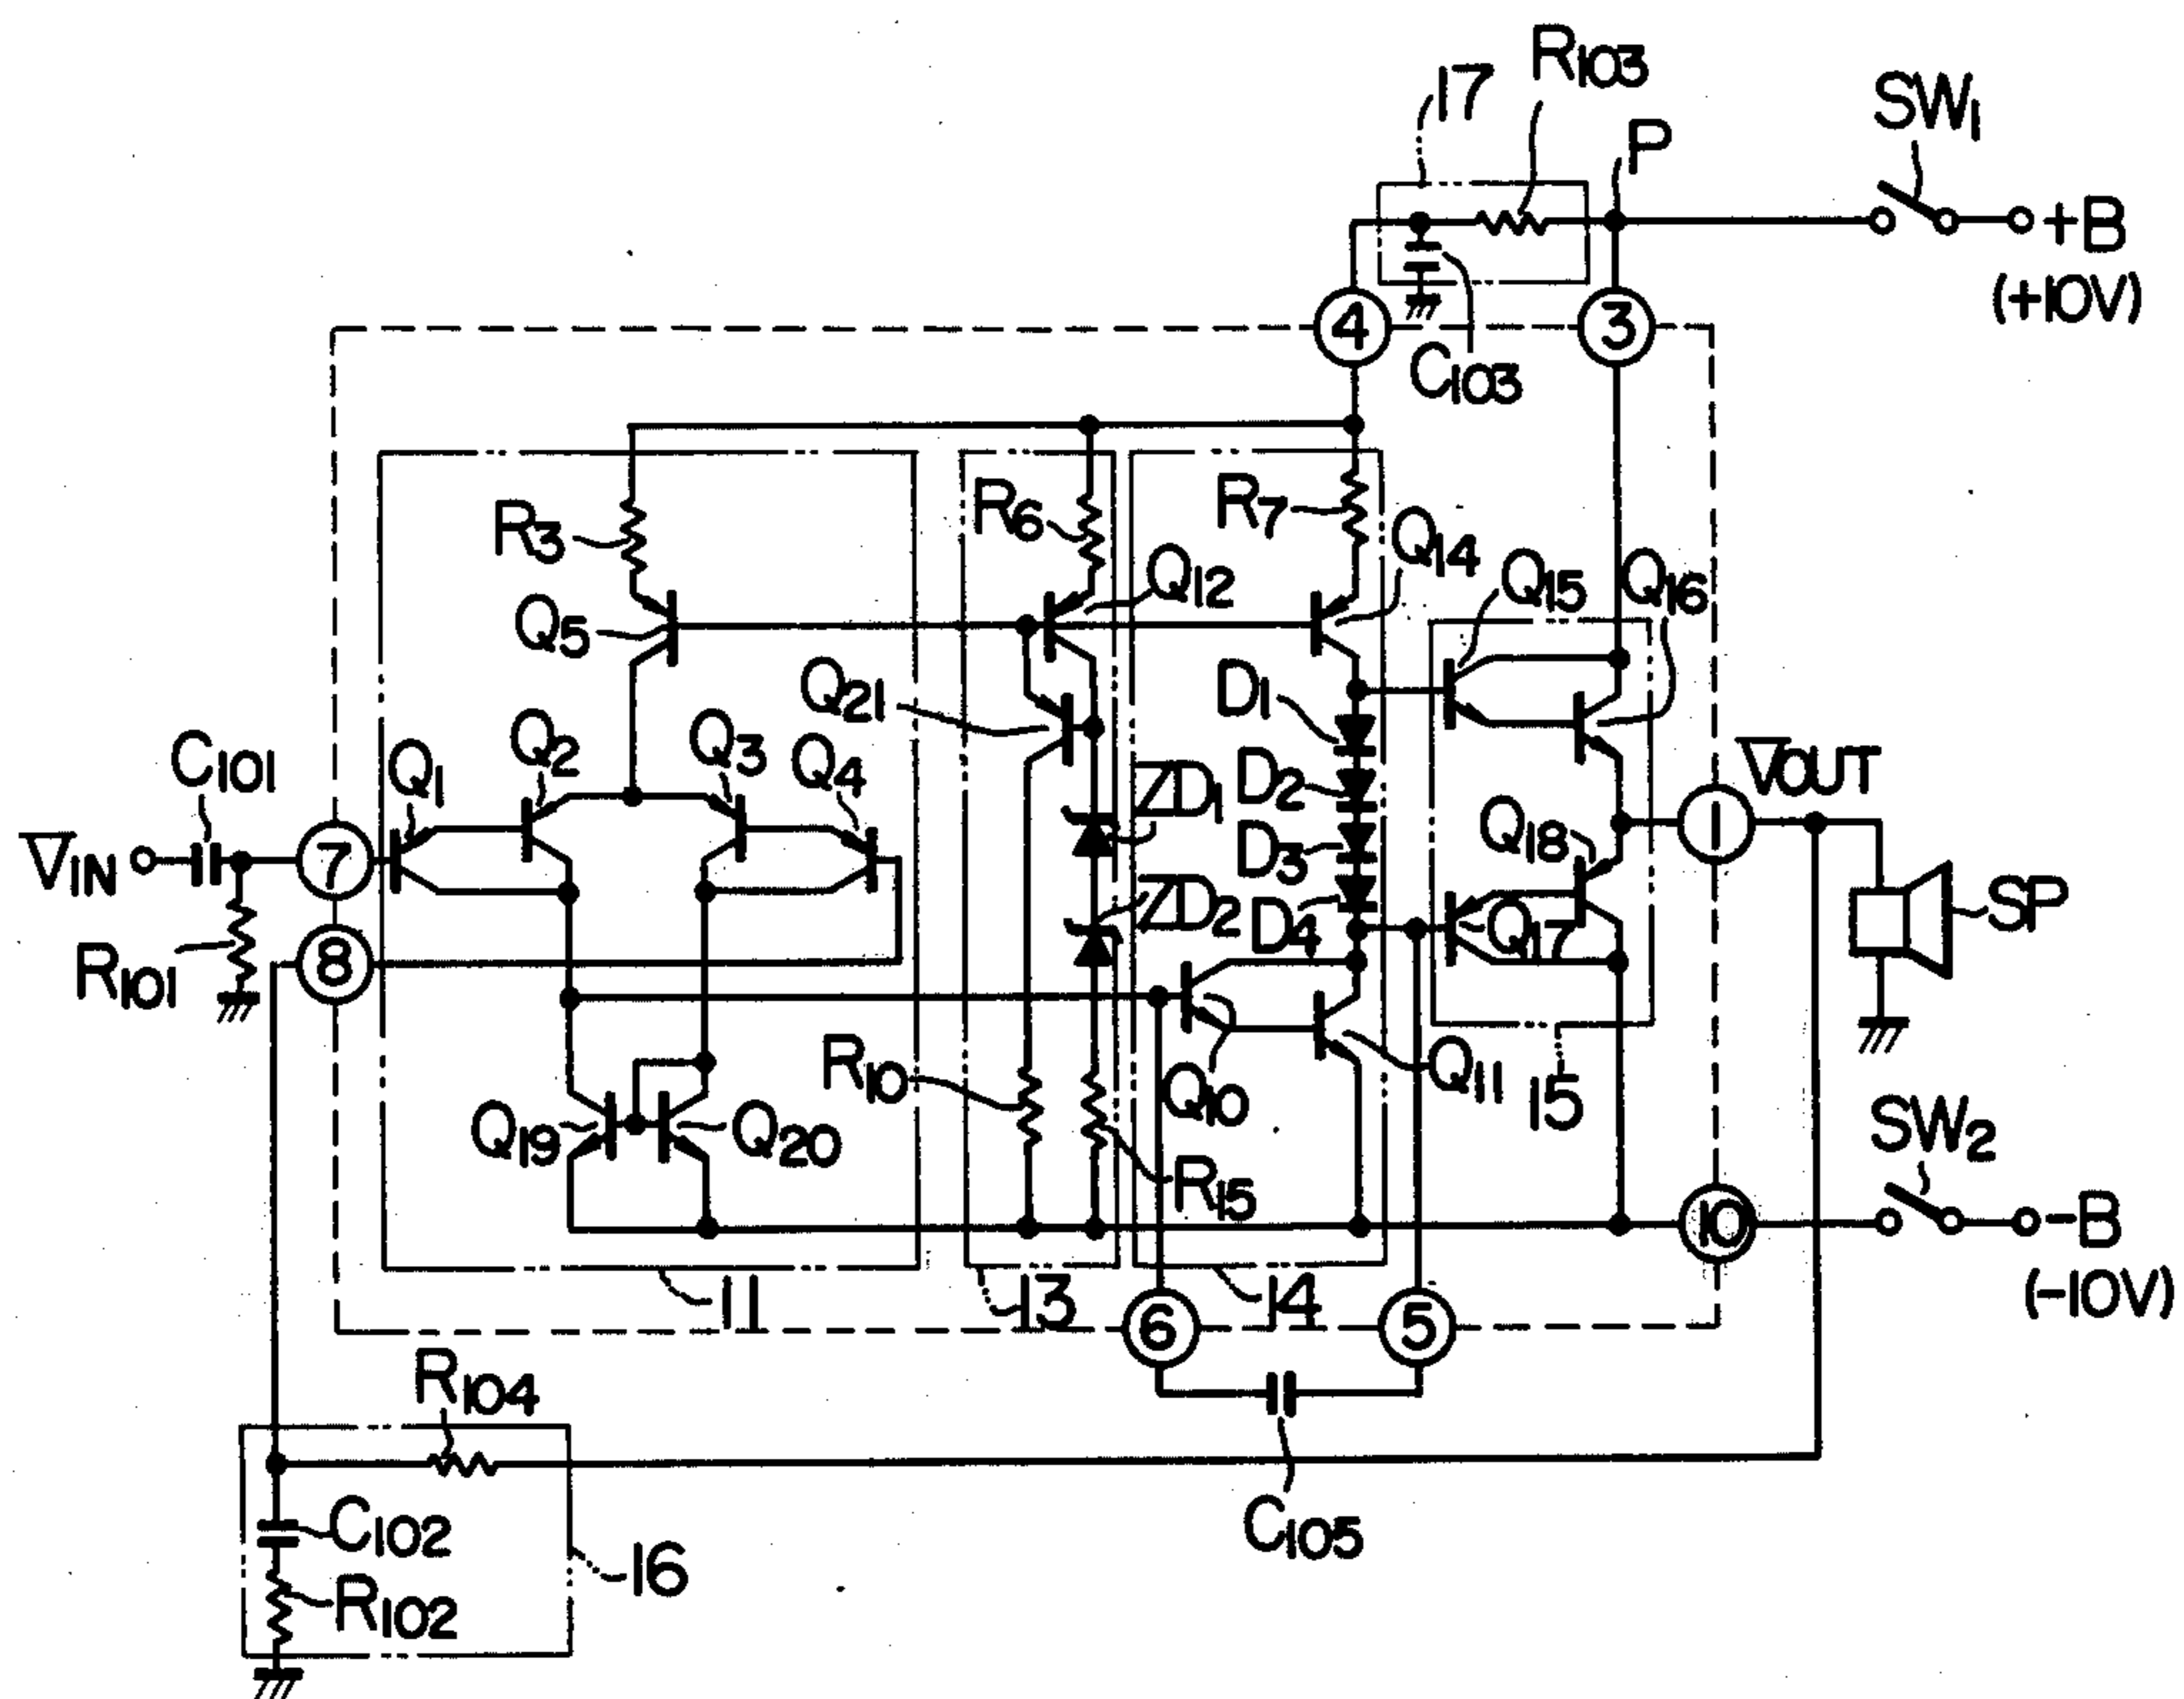 R103
17
SW1
P
+B
(+10V)
4
3
C103
R3
R6
R7
Q14
Q12
Q15
Q16
Q5
Q21
D1
Q2
Q3
Q4
C101
Q1
ZD1
D2
VOUT
VIN
7
D3
Q18
1
ZD2
D4
Q17
SP
R101
8
R10
Q10
Q11
15
Q19
Q20
R15
SW2
10
-B
(-10V)
11
13
14
6
5
R104
C102
C105
16
R102